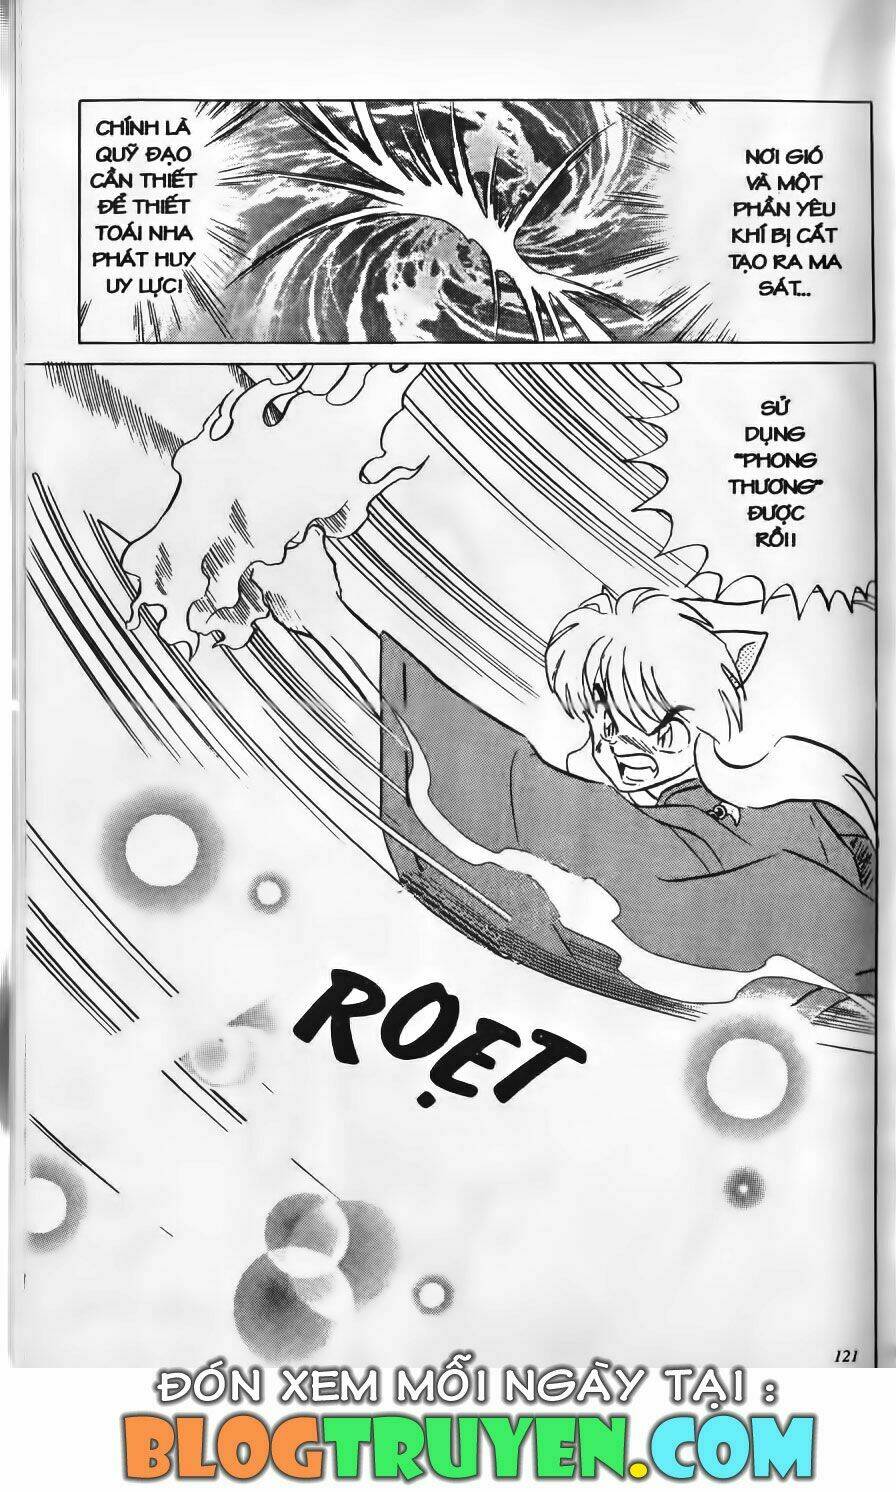 NƠI GIÓ
VÀ MỘT
PHẦN YÊU
KHÍ BỊ CẮT
TẠO RA MA
SÁT...
CHÍNH LÀ
QUỸ ĐẠO
CẦN THIẾT
ĐỂ THIẾT
TOÁI NHA
PHÁT HUY
UY LỰC!
SỬ
DỤNG
"PHONG
THƯƠNG"
ĐƯỢC
RỒI!
ROẸT
121
ĐÓN XEM MỖI NGÀY TẠI :
BLOGTRUYEN.COM